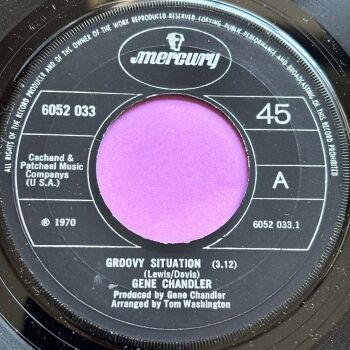 ALL RIGHTS OF THE RECORD PRODUCER AND OF THE OWNER OF THE WORK REPRODUCED RESERVED. COPYING, PUBLIC PERFORMANCE AND BROADCASTING OF THIS RECORD PROHIBITED
mercury
6052 033
45
Cachand &
Patcheal Music
Companys
(U S A.)
A
℗ 1970
6052 033.1
GROOVY SITUATION (3.12)
(Lewis/Davis)
GENE CHANDLER
Produced by Gene Chandler
Arranged by Tom Washington